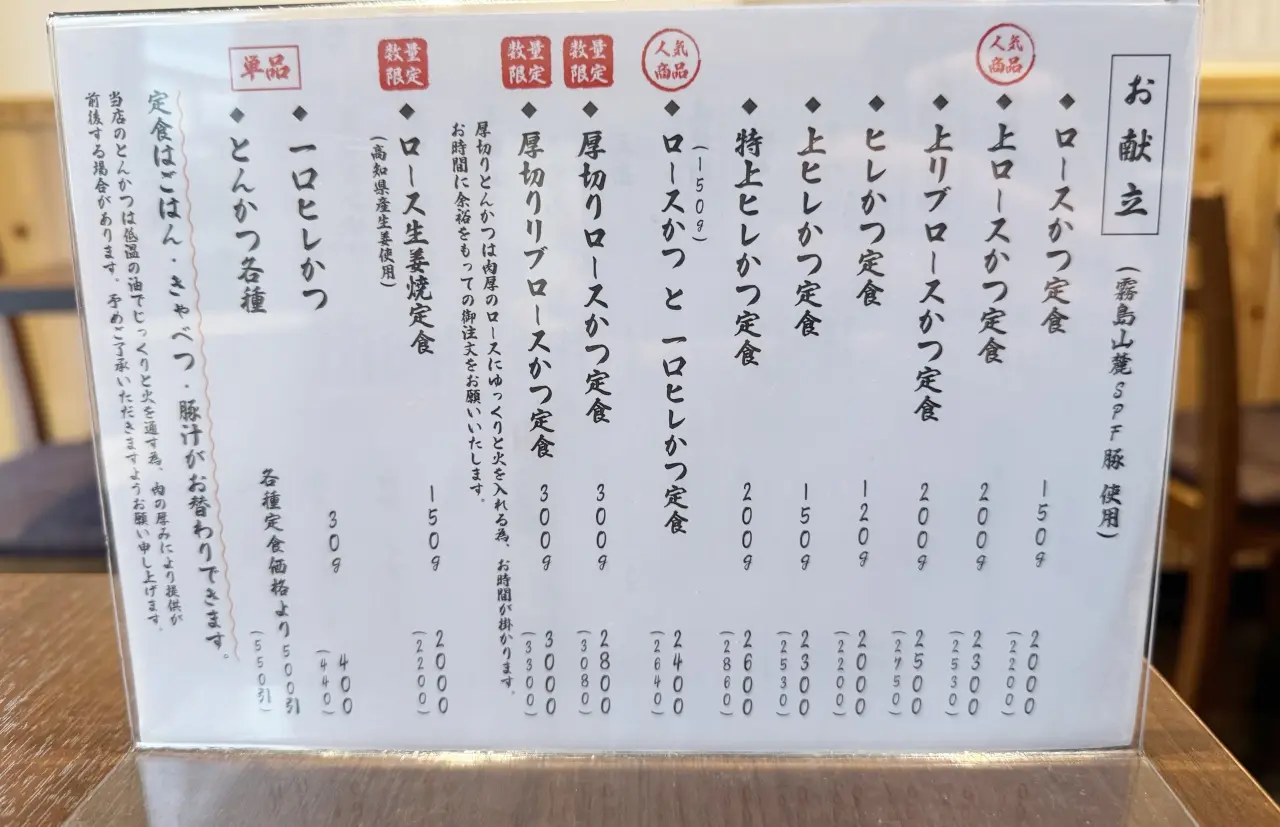 お献立
(霧島山麓SPF豚 使用)
◆ロースかつ定食 150g 2000 (2200)
人気商品
◆上ロースかつ定食 200g 2300 (2530)
◆上リブロースかつ定食 200g 2500 (2750)
◆ヒレかつ定食 120g 2000 (2200)
◆上ヒレかつ定食 150g 2300 (2530)
◆特上ヒレかつ定食 200g 2600 (2860)
人気商品
(150g)
◆ロースかつ と 一口ヒレかつ定食 2400 (2640)
数量限定
◆厚切りロースかつ定食 300g 2800 (3080)
数量限定
◆厚切りリブロースかつ定食 300g 3000 (3300)
厚切りとんかつは肉厚のロースにゆっくりと火を入れる為、お時間が掛かります。
お時間に余裕をもっての御注文をお願いいたします。
数量限定
◆ロース生姜焼定食 150g 2000 (2200)
(高知県産生姜使用)
単品
◆一口ヒレかつ 30g 400 (440)
◆とんかつ各種 各種定食価格より500引 (550引)
定食はごはん・きゃべつ・豚汁がお替わりできます。
当店のとんかつは低温の油でじっくりと火を通す為、肉の厚みにより提供が
前後する場合があります。予めご了承いただきますようお願い申し上げます。